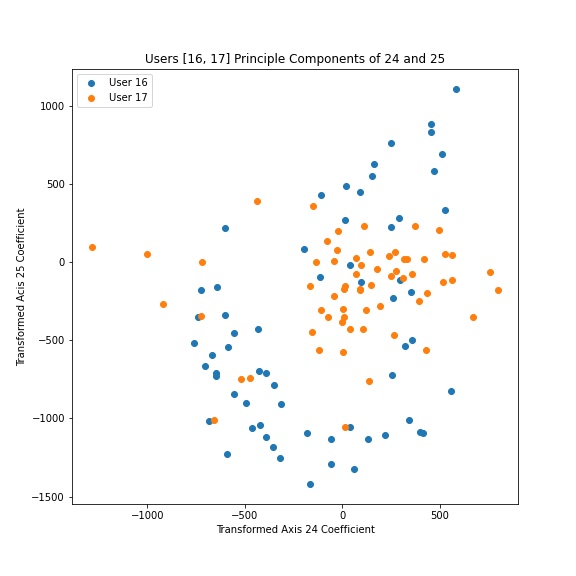 Users [16, 17] Principle Components of 24 and 25
User 16
User 17
Transformed Acis 25 Coefficient
1000
500
0
−500
−1000
−1500
−1000
−500
0
500
Transformed Axis 24 Coefficient